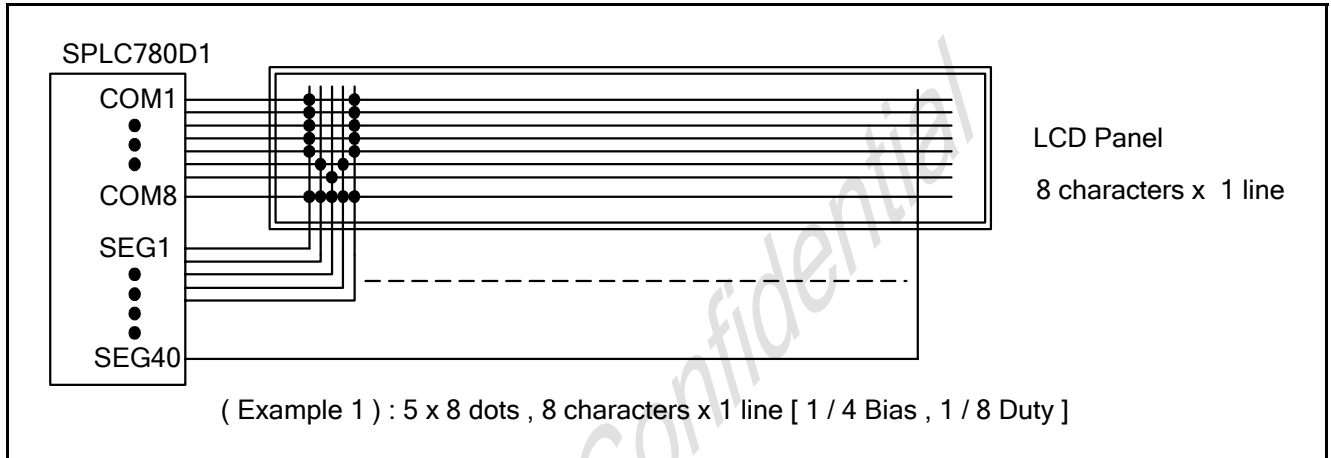 SPLC780D1
COM1
COM8
SEG1
SEG40
LCD Panel
8 characters x 1 line
( Example 1 ) : 5 x 8 dots , 8 characters x 1 line [ 1 / 4 Bias , 1 / 8 Duty ]
Confidential